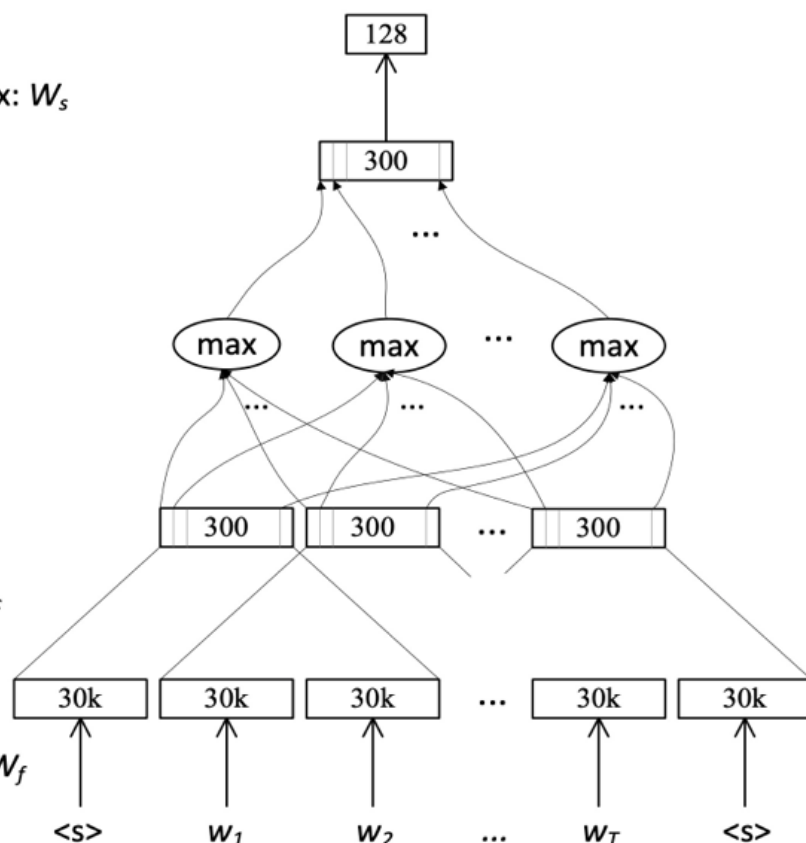 128
x: Ws
300
...
max max ... max
... ... ...
300 300 ... 300
30k 30k 30k ... 30k 30k
Wf
<s> w1 w2 ... wT <s>